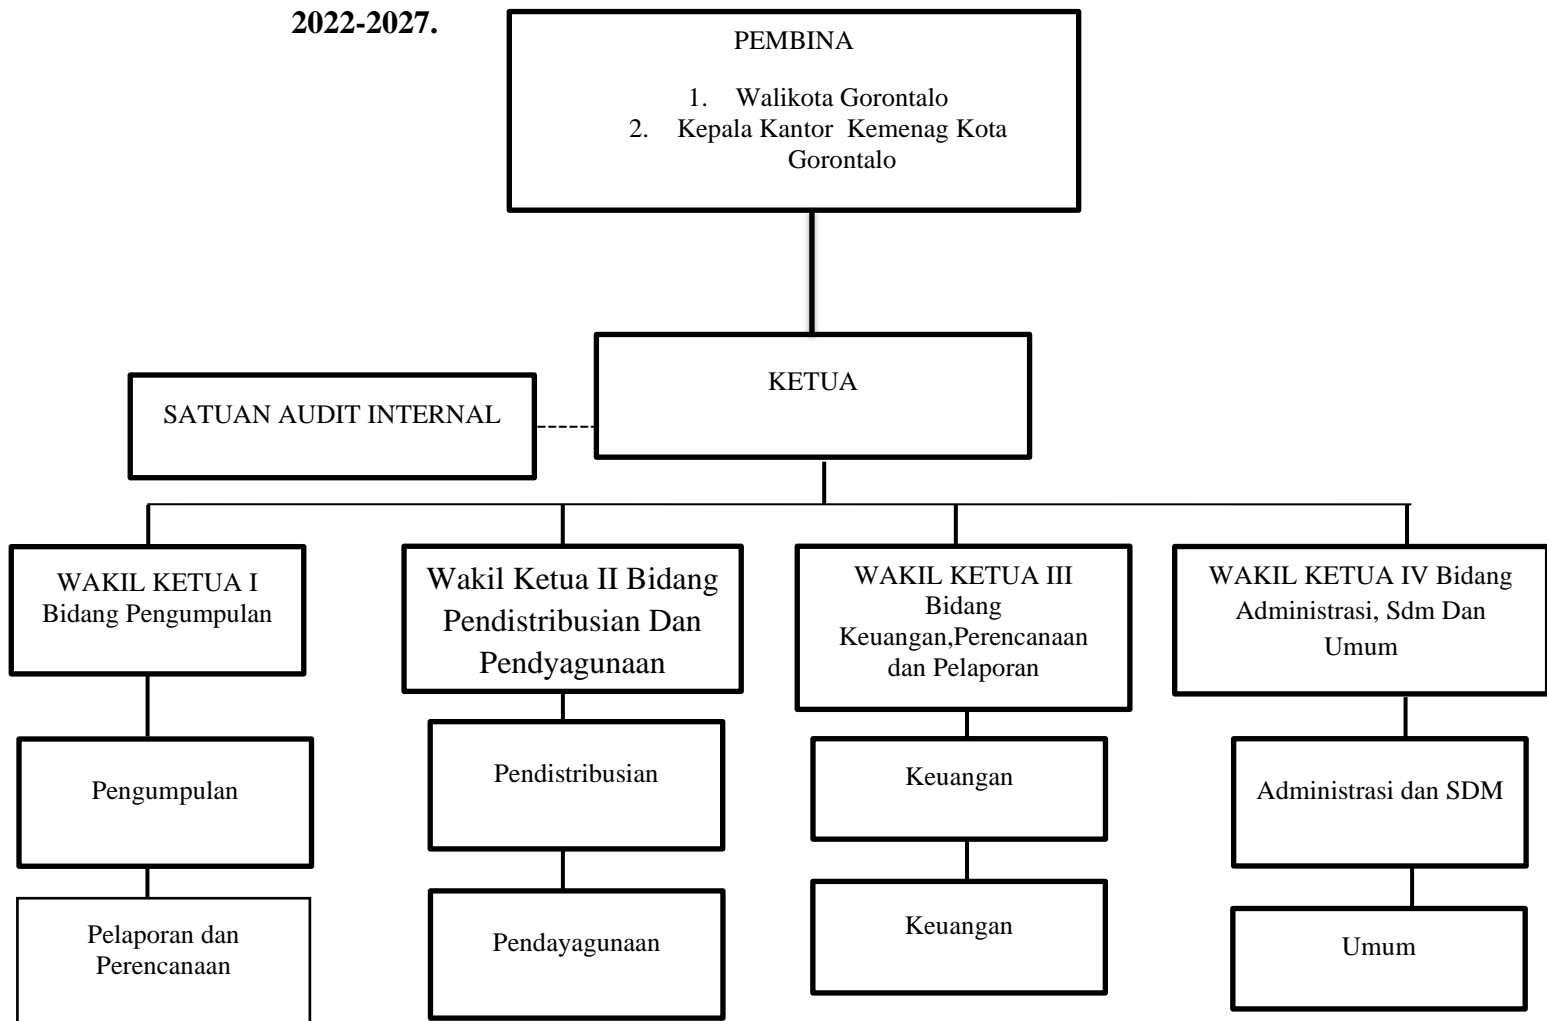 2022-2027.
PEMBINA
1. Walikota Gorontalo
2. Kepala Kantor Kemenag Kota
Gorontalo
KETUA
SATUAN AUDIT INTERNAL
WAKIL KETUA I
Bidang Pengumpulan
Wakil Ketua II Bidang
Pendistribusian Dan
Pendyagunaan
WAKIL KETUA III
Bidang
Keuangan,Perencanaan
dan Pelaporan
WAKIL KETUA IV Bidang
Administrasi, Sdm Dan
Umum
Pengumpulan
Pendistribusian
Keuangan
Administrasi dan SDM
Pelaporan dan
Perencanaan
Pendayagunaan
Keuangan
Umum